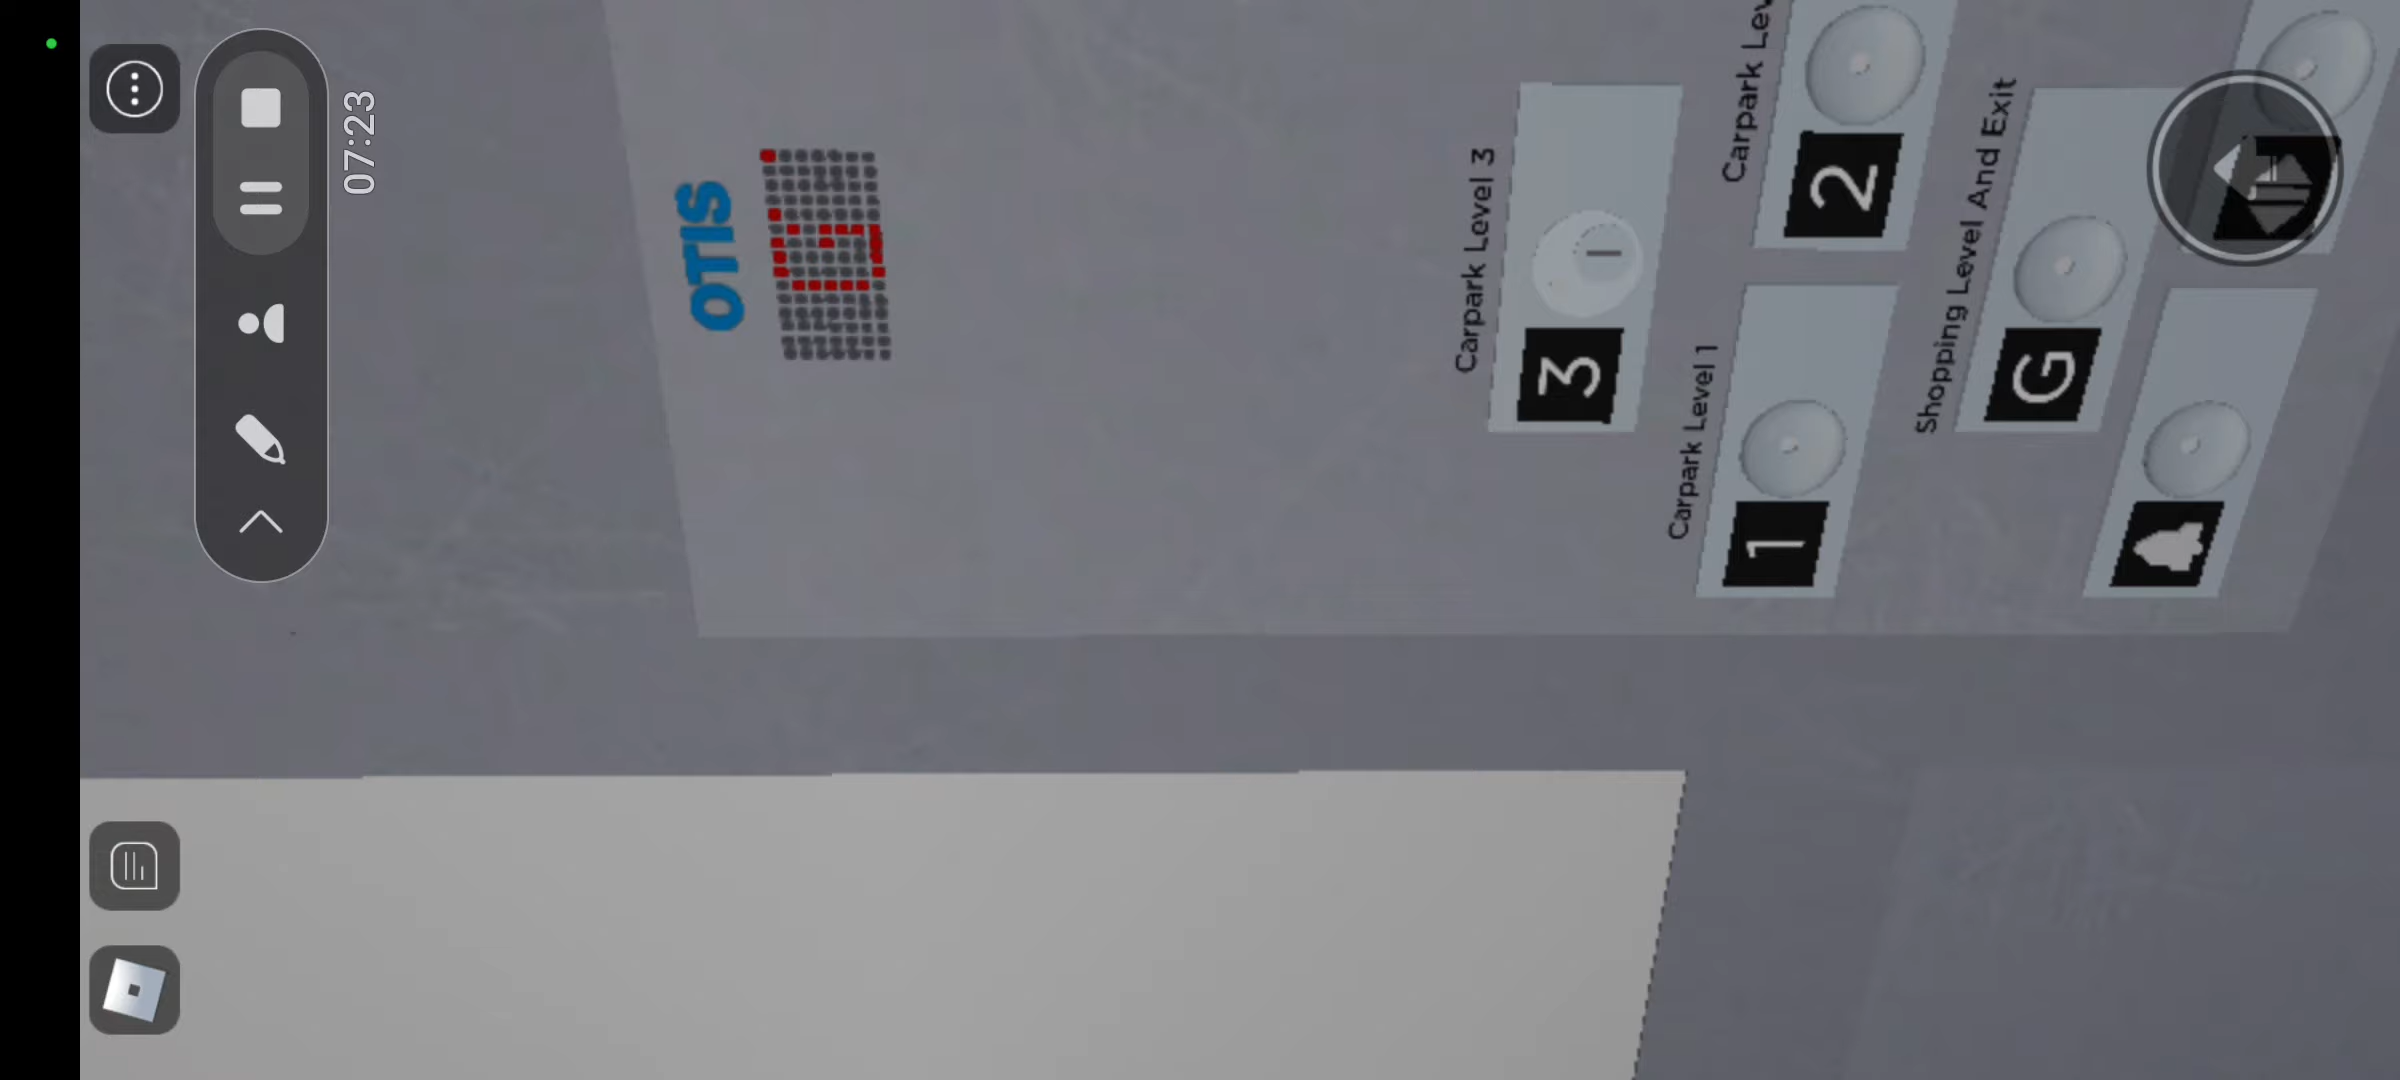 07:23
OTIS
G
Carpark Level 3
3
Carpark Lev
2
Carpark Level 1
1
Shopping Level And Exit
G